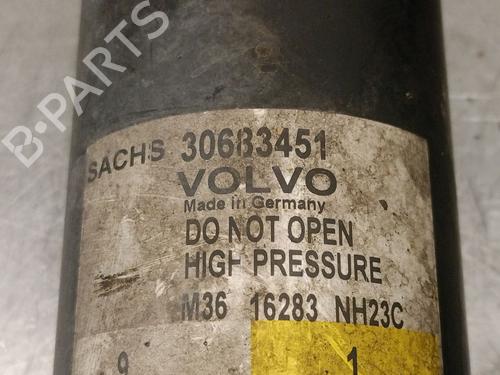 B-PARTS
SACHS 30683451
VOLVO
Made in Germany
DO NOT OPEN
HIGH PRESSURE
M36 16283 NH23C
9 1